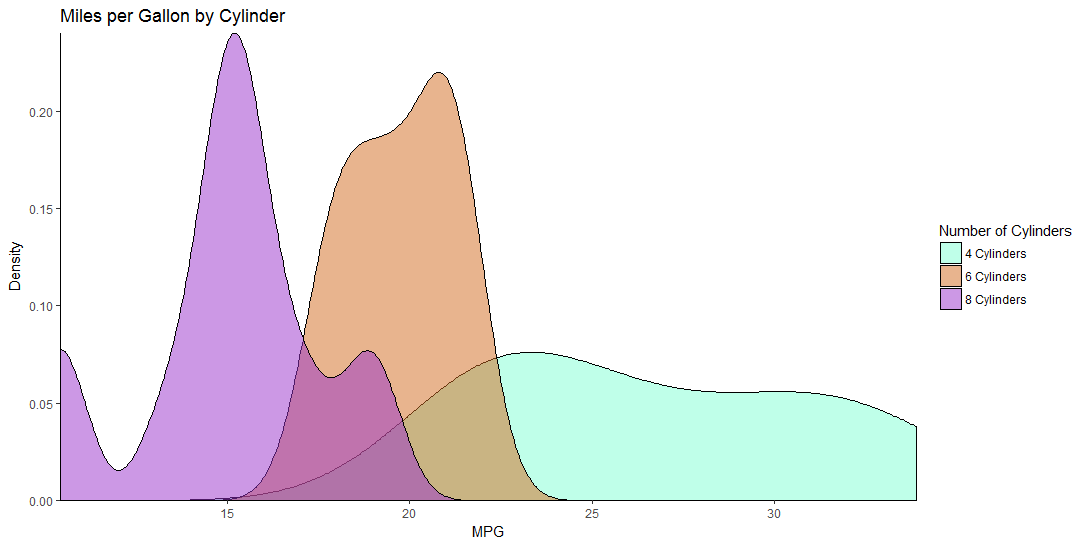 Miles per Gallon by Cylinder
0.20
0.15
0.10
0.05
0.00
Density
15
20
25
30
MPG
Number of Cylinders
4 Cylinders
6 Cylinders
8 Cylinders